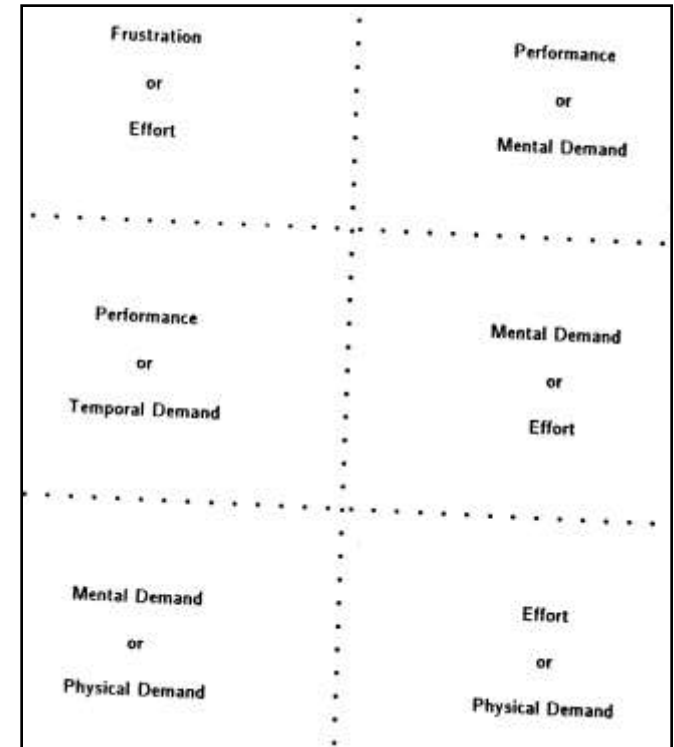 Frustration
or
Effort
Performance
or
Mental Demand
Performance
or
Temporal Demand
Mental Demand
or
Effort
Mental Demand
or
Physical Demand
Effort
or
Physical Demand